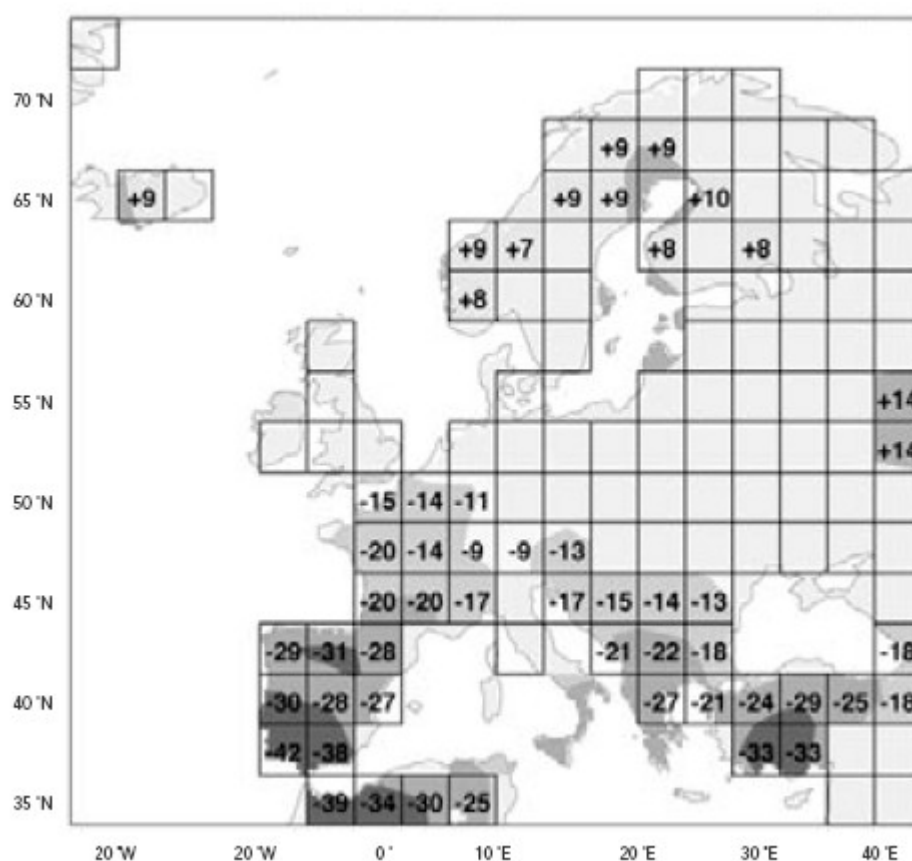 70 °N
+9 +9
65 °N +9 +9 +9 +10
+9 +7 +8 +8
60 °N +8
55 °N +14
+14
50 °N -15 -14 -11
-20 -14 -9 -9 -13
45 °N -20 -20 -17 -17 -15 -14 -13
-29 -31 -28 -21 -22 -18 -18
40 °N -30 -28 -27 -27 -21 -24 -29 -25 -18
-42 -38 -33 -33
35 °N -39 -34 -30 -25
20 °W 20 °W 0 ° 10 °E 20 °E 30 °E 40 °E